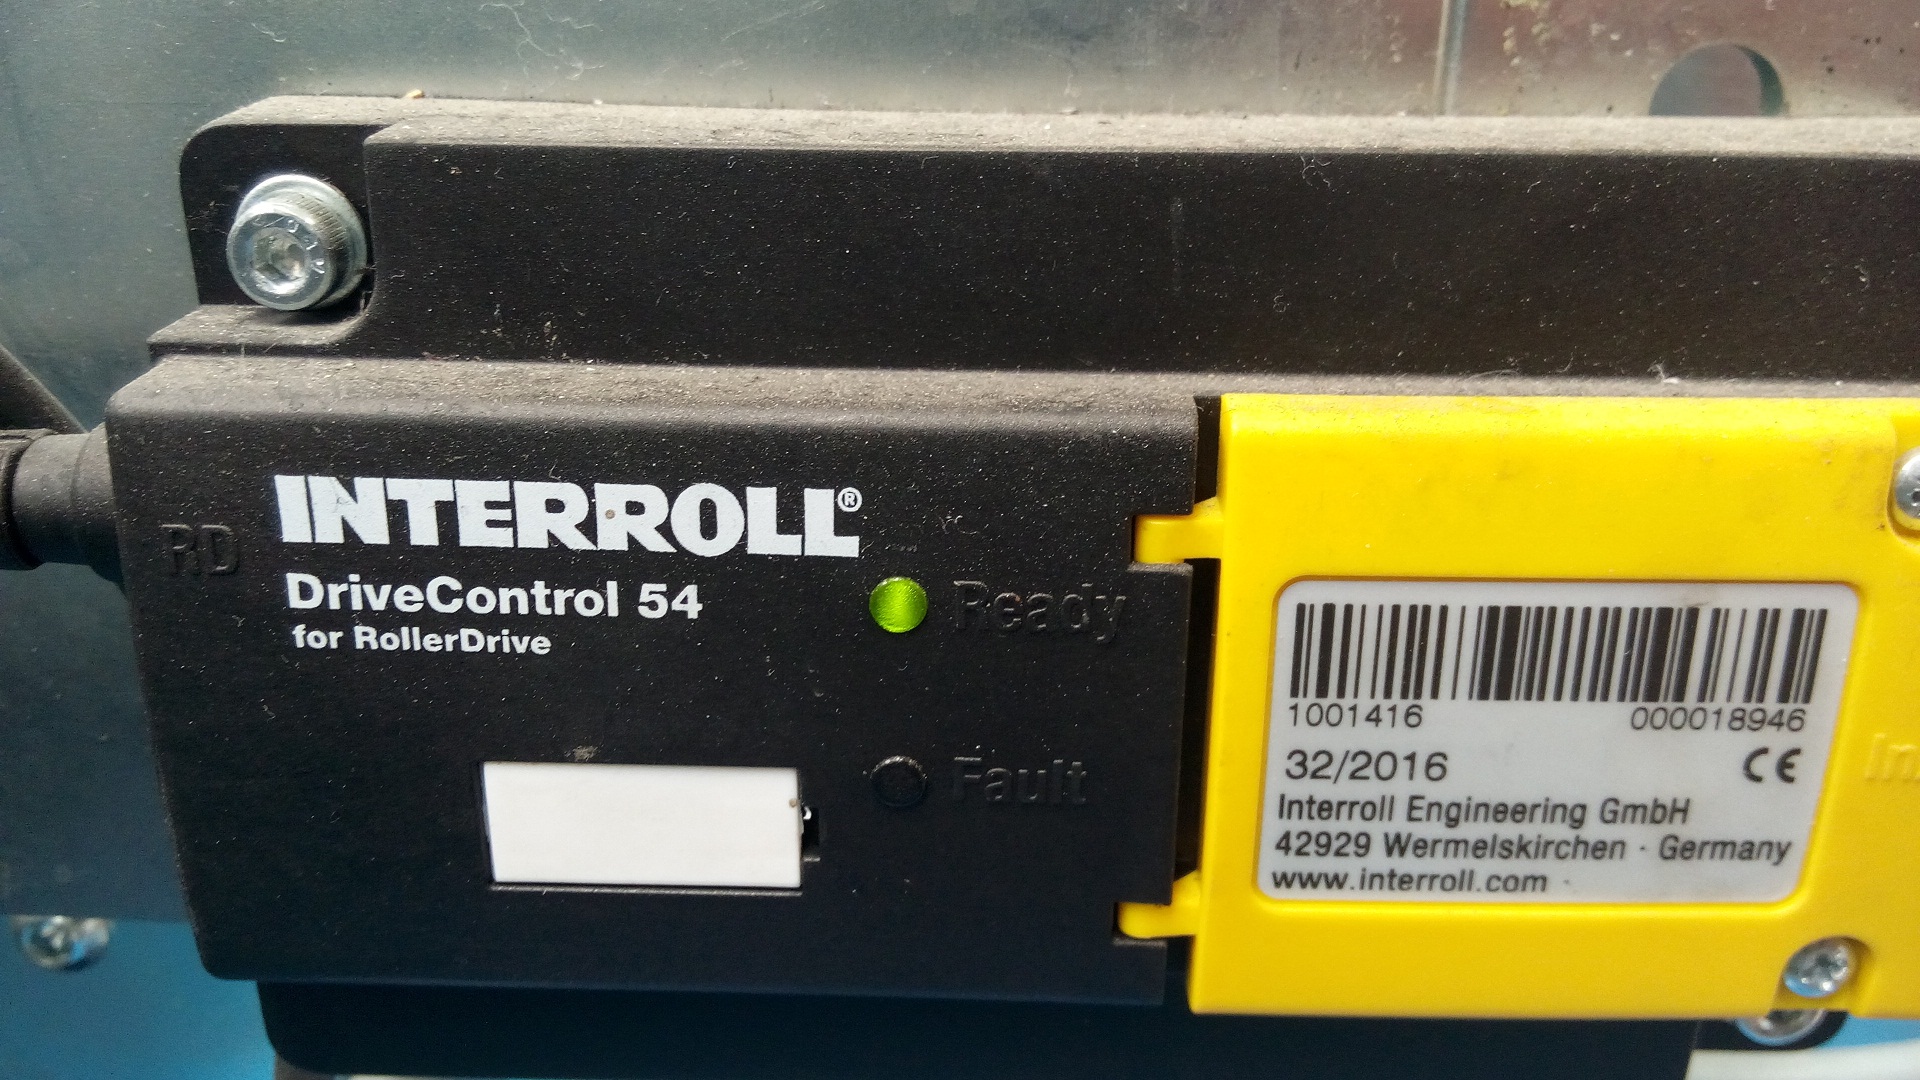 RD
INTERROLL®
DriveControl 54
for RollerDrive
Ready
Fault
1001416 000018946
32/2016 CE
Interroll Engineering GmbH
42929 Wermelskirchen · Germany
www.interroll.com